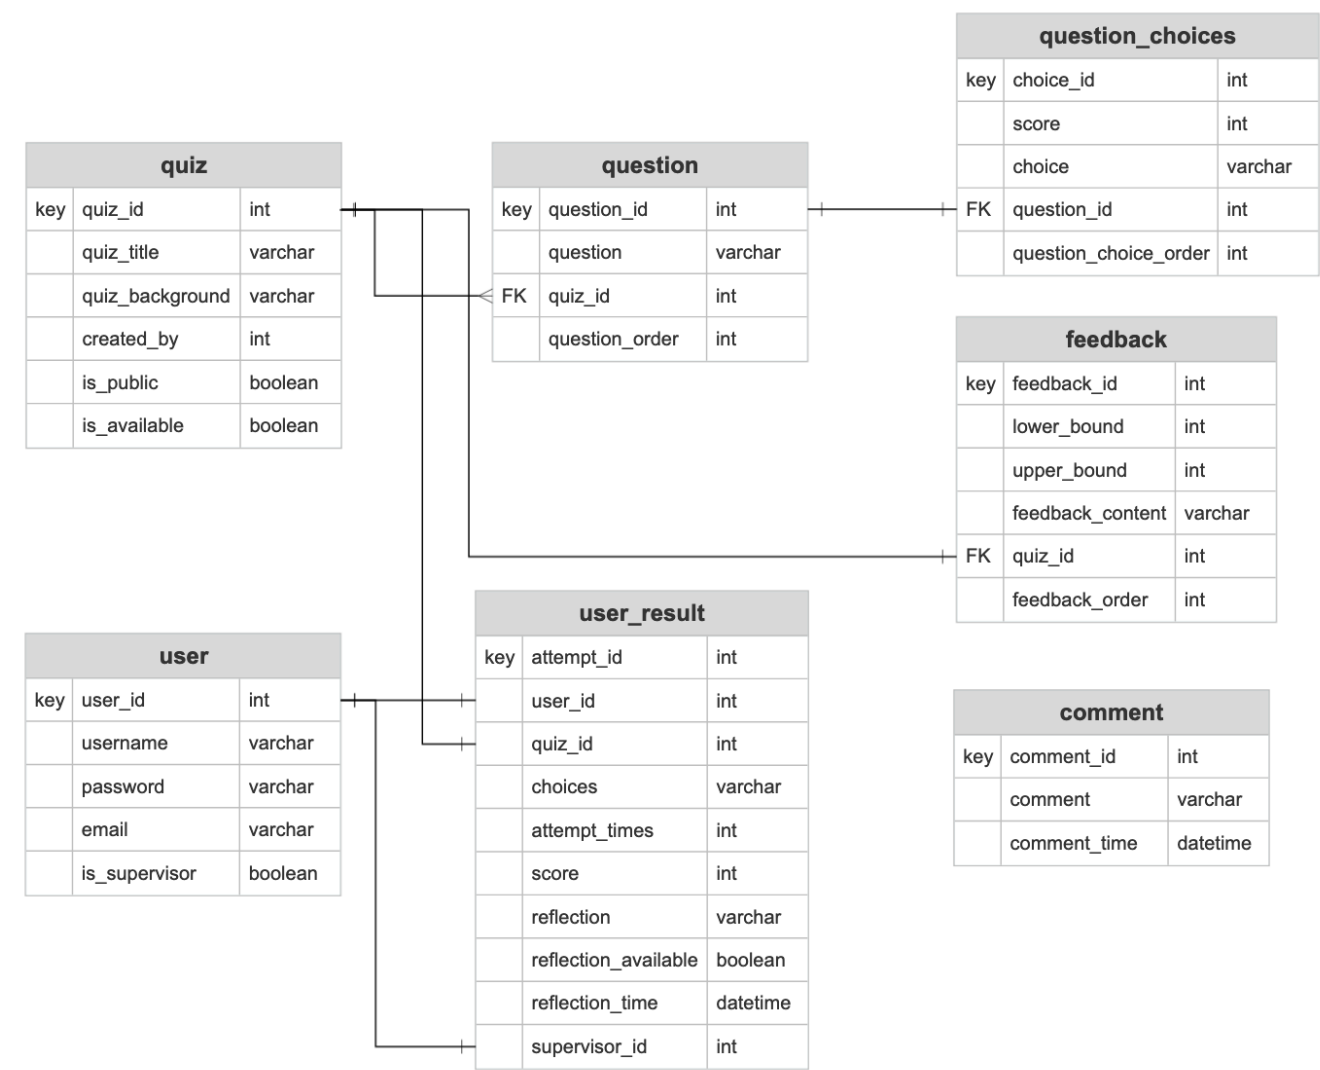 quiz
key quiz_id int
quiz_title varchar
quiz_background varchar
created_by int
is_public boolean
is_available boolean
question
key question_id int
question varchar
FK quiz_id int
question_order int
question_choices
key choice_id int
score int
choice varchar
FK question_id int
question_choice_order int
feedback
key feedback_id int
lower_bound int
upper_bound int
feedback_content varchar
FK quiz_id int
feedback_order int
user
key user_id int
username varchar
password varchar
email varchar
is_supervisor boolean
user_result
key attempt_id int
user_id int
quiz_id int
choices varchar
attempt_times int
score int
reflection varchar
reflection_available boolean
reflection_time datetime
supervisor_id int
comment
key comment_id int
comment varchar
comment_time datetime